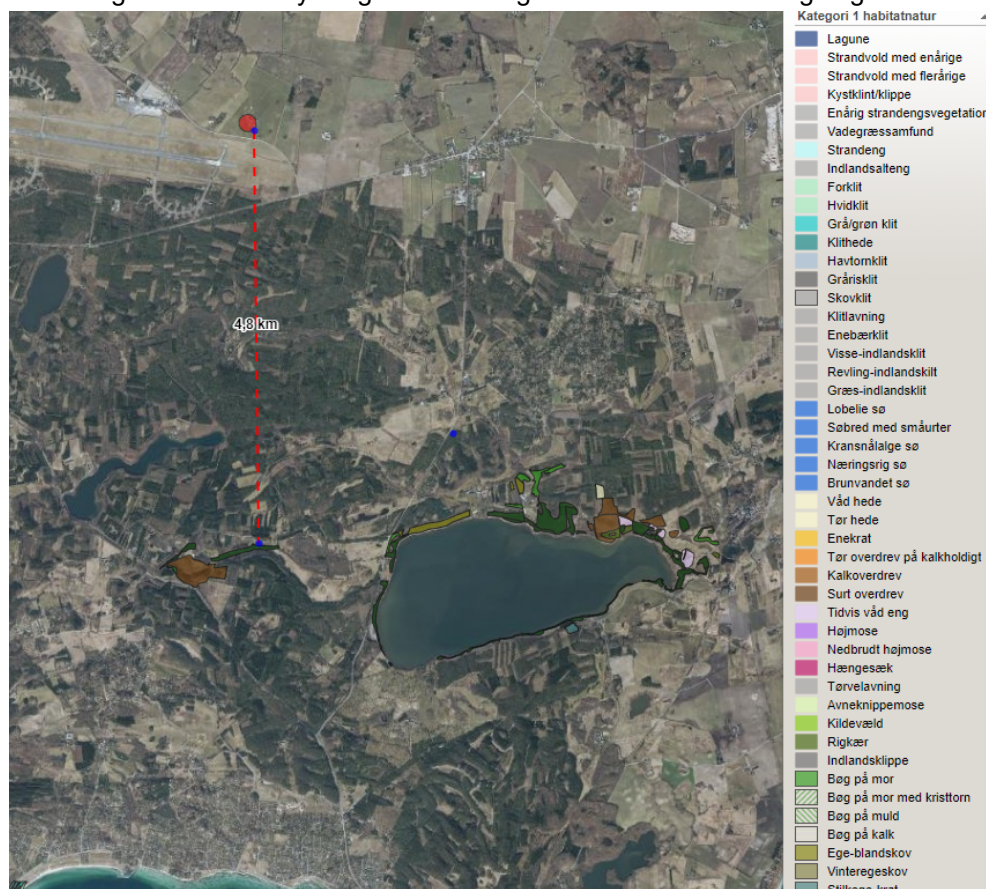 4,8 km
Kategori 1 habitatnatur
Lagune
Strandvold med enårige
Strandvold med flerårige
Kystklint/klippe
Enårig strandengsvegetation
Vadegræssamfund
Strandeng
Indlandsalteng
Forklit
Hvidklit
Grå/grøn klit
Klithede
Havtornklit
Grårisklit
Skovklit
Klitlavning
Enebærklit
Visse-indlandsklit
Revling-indlandskilt
Græs-indlandsklit
Lobelie sø
Søbred med småurter
Kransnålalge sø
Næringsrig sø
Brunvandet sø
Våd hede
Tør hede
Enekrat
Tør overdrev på kalkholdigt
Kalkoverdrev
Surt overdrev
Tidvis våd eng
Højmose
Nedbrudt højmose
Hængesæk
Tørvelavning
Avneknippemose
Kildevæld
Rigkær
Indlandsklippe
Bøg på mor
Bøg på mor med kristtorn
Bøg på muld
Bøg på kalk
Ege-blandskov
Vinteregeskov